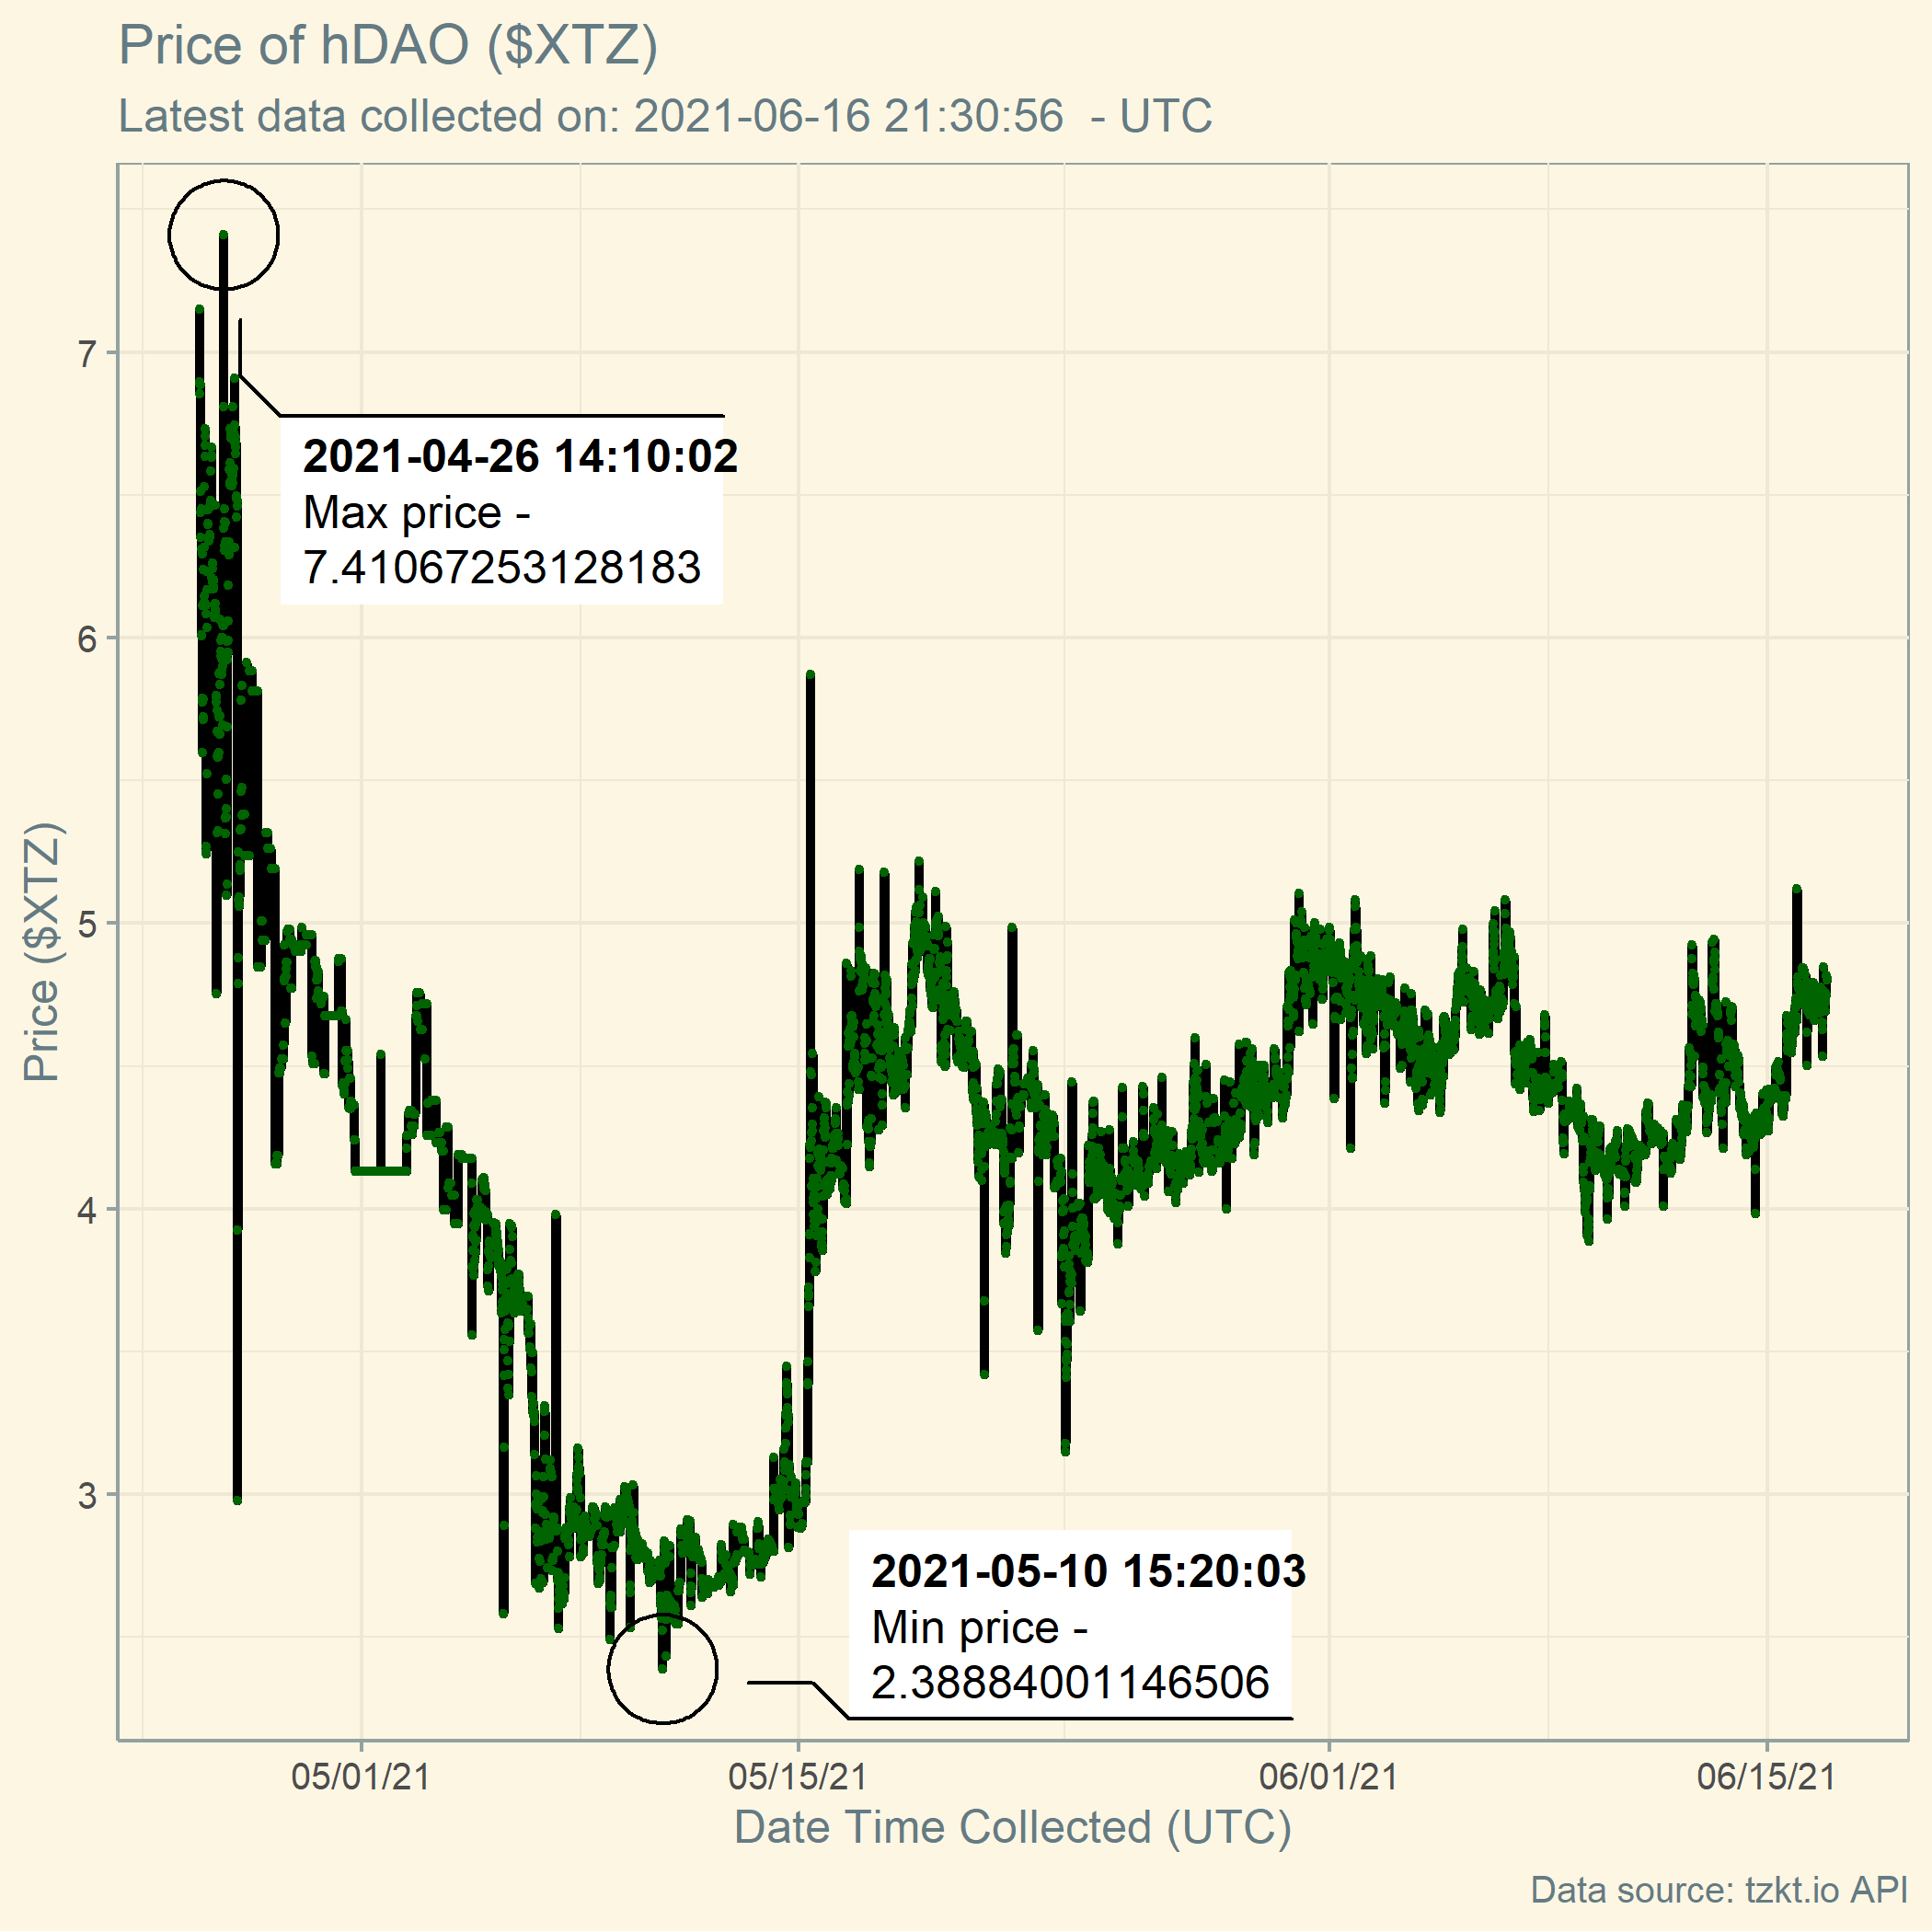 Price of hDAO ($XTZ)
Latest data collected on: 2021-06-16 21:30:56  - UTC
Price ($XTZ)
7
6
5
4
3
2021-04-26 14:10:02
Max price -
7.41067253128183
2021-05-10 15:20:03
Min price -
2.38884001146506
05/01/21
05/15/21
06/01/21
06/15/21
Date Time Collected (UTC)
Data source: tzkt.io API